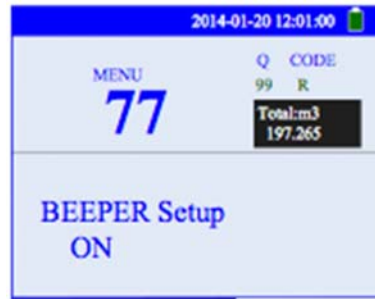 2014-01-20 12:01:00
MENU
77
Q CODE
99 R
Total:m3
197.265
BEEPER Setup
ON